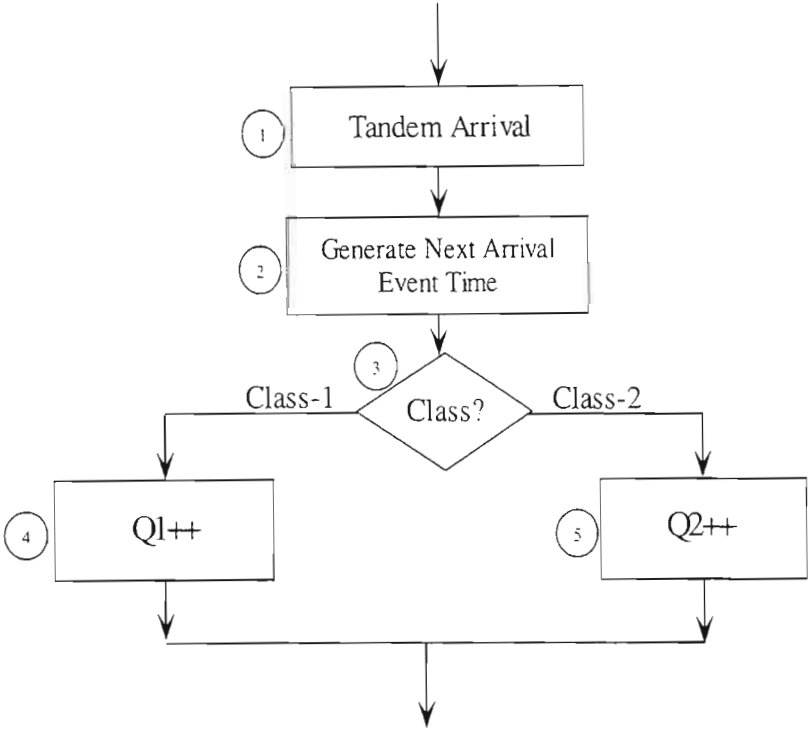 1
Tandem Arrival
2
Generate Next Arrival
Event Time
3
Class-1
Class?
Class-2
4
Q1++
5
Q2++